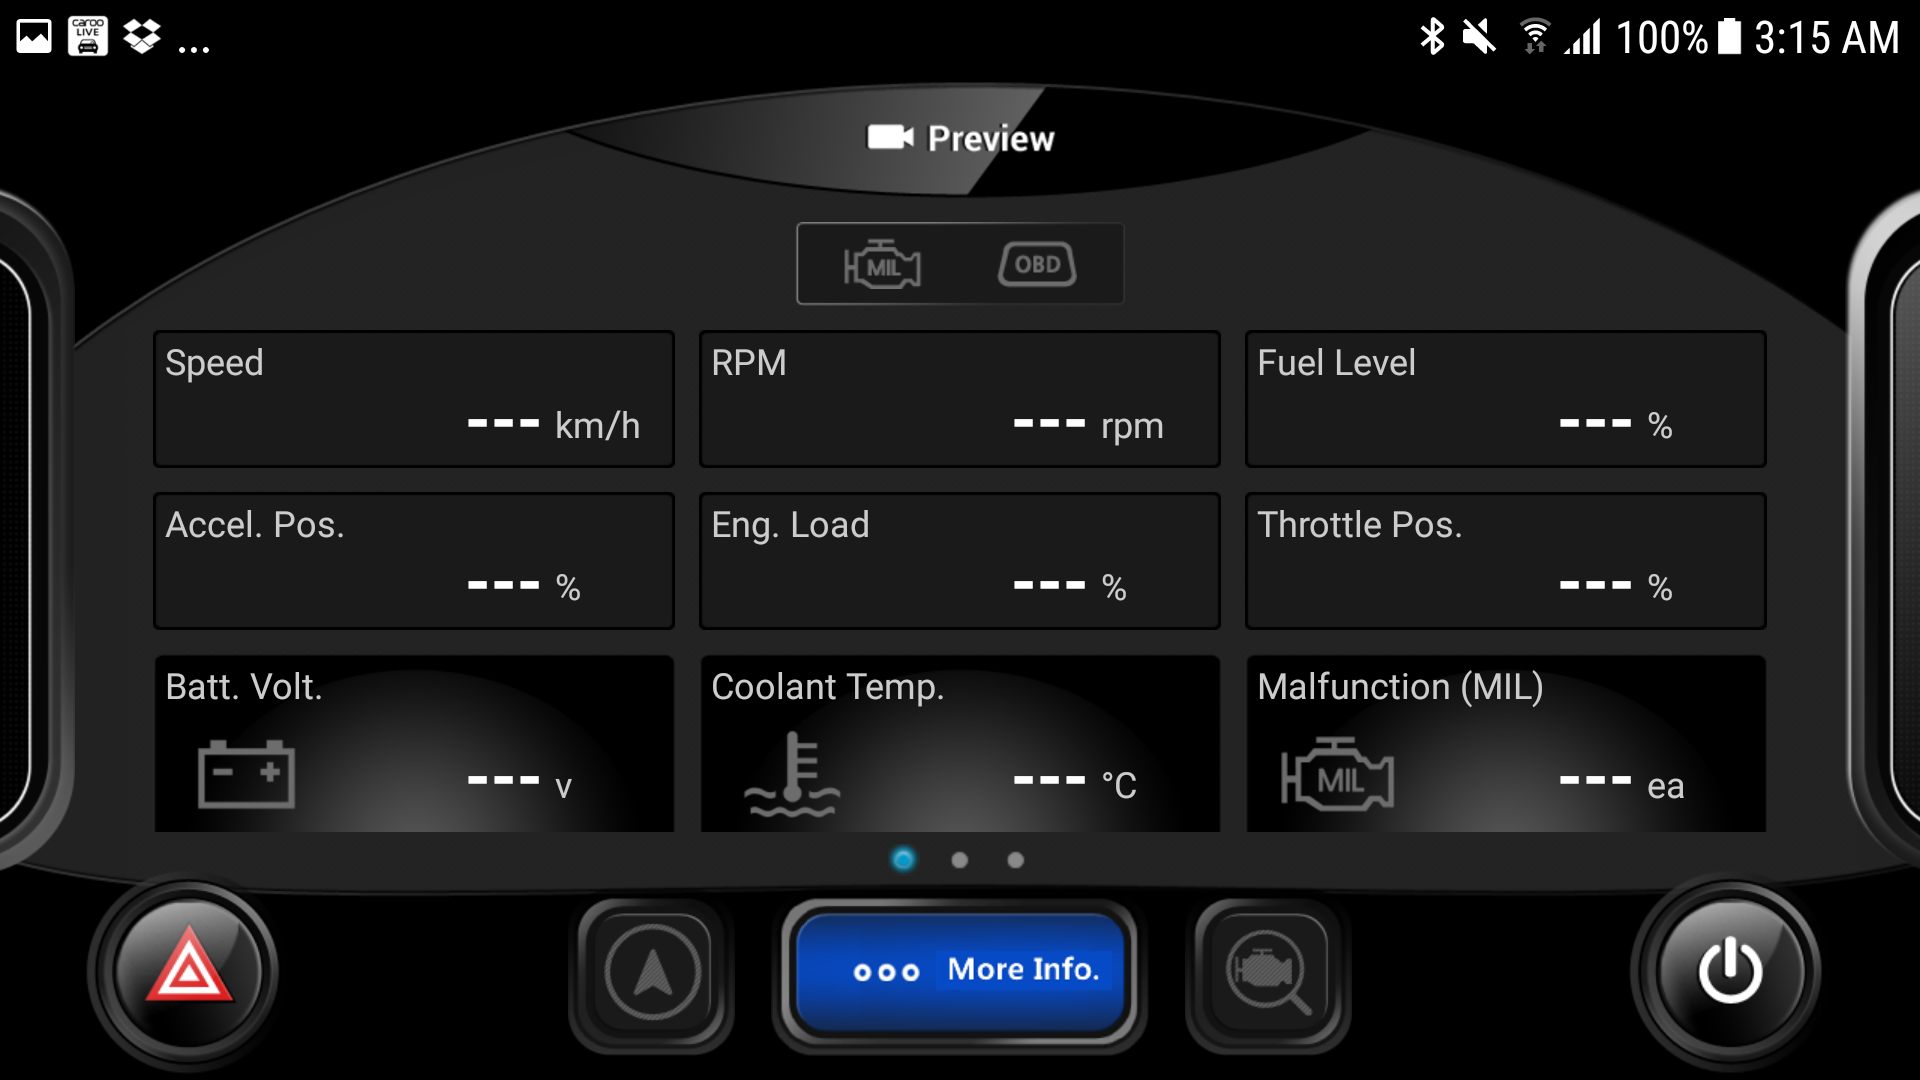 caroo
LIVE
...
100% 3:15 AM
Preview
MIL OBD
Speed
--- km/h
RPM
--- rpm
Fuel Level
--- %
Accel. Pos.
--- %
Eng. Load
--- %
Throttle Pos.
--- %
Batt. Volt.
--- v
Coolant Temp.
--- °C
Malfunction (MIL)
MIL --- ea
More Info.